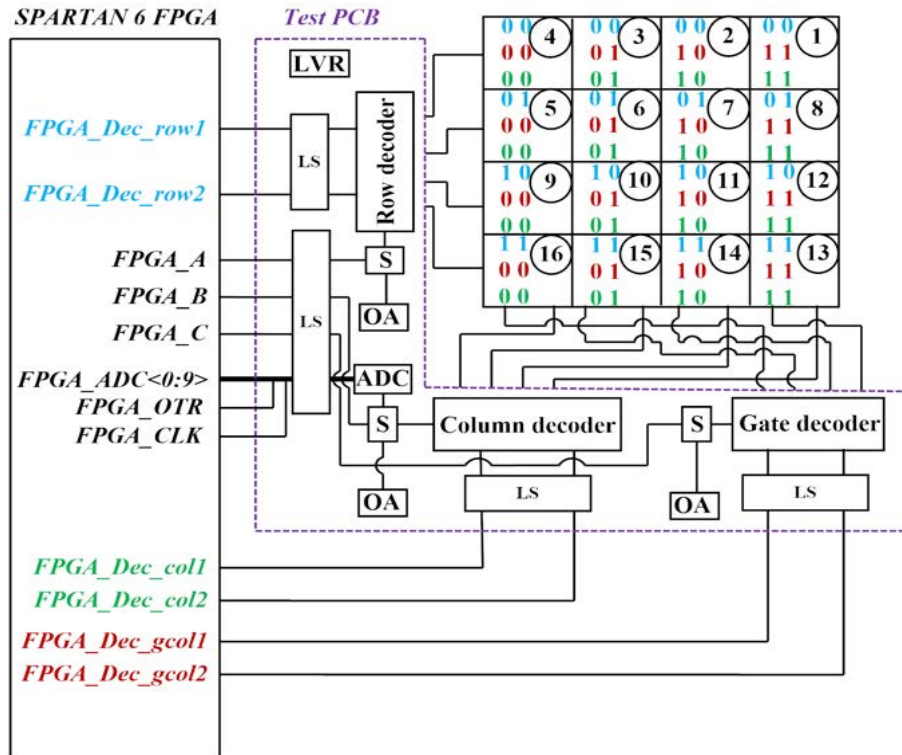 SPARTAN 6 FPGA
Test PCB
LVR
FPGA_Dec_row1
FPGA_Dec_row2
LS
Row decoder
FPGA_A
FPGA_B
FPGA_C
LS
S
OA
FPGA_ADC<0:9>
FPGA_OTR
FPGA_CLK
ADC
S
OA
Column decoder
LS
S
OA
Gate decoder
LS
FPGA_Dec_col1
FPGA_Dec_col2
FPGA_Dec_gcol1
FPGA_Dec_gcol2
0 0 4 0 0 3 0 0 2 0 0 1
0 0 0 1 1 0 1 1
0 0 0 1 1 0 1 1
0 1 5 0 1 6 0 1 7 0 1 8
0 0 0 1 1 0 1 1
0 0 0 1 1 0 1 1
1 0 9 1 0 10 1 0 11 1 0 12
0 0 0 1 1 0 1 1
0 0 0 1 1 0 1 1
1 1 16 1 1 15 1 1 14 1 1 13
0 0 0 1 1 0 1 1
0 0 0 1 1 0 1 1